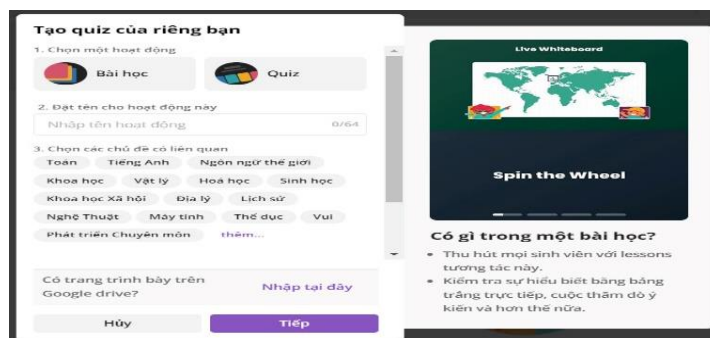 Tạo quiz của riêng bạn
1. Chọn một hoạt động
Bài học
Quiz
2. Đặt tên cho hoạt động này
Nhập tên hoạt động
0/64
3. Chọn các chủ đề có liên quan
Toán Tiếng Anh Ngôn ngữ thế giới
Khoa học Vật lý Hoá học Sinh học
Khoa học Xã hội Địa lý Lịch sử
Nghệ Thuật Máy tính Thể dục Vui
Phát triển Chuyên môn thêm...
Có trang trình bày trên
Google drive?
Nhập tại đây
Hủy
Tiếp
Live Whiteboard
Spin the Wheel
Có gì trong một bài học?
Thu hút mọi sinh viên với lessons
tương tác này.
Kiểm tra sự hiểu biết bằng bảng
trắng trực tiếp, cuộc thăm dò ý
kiến và hơn thế nữa.